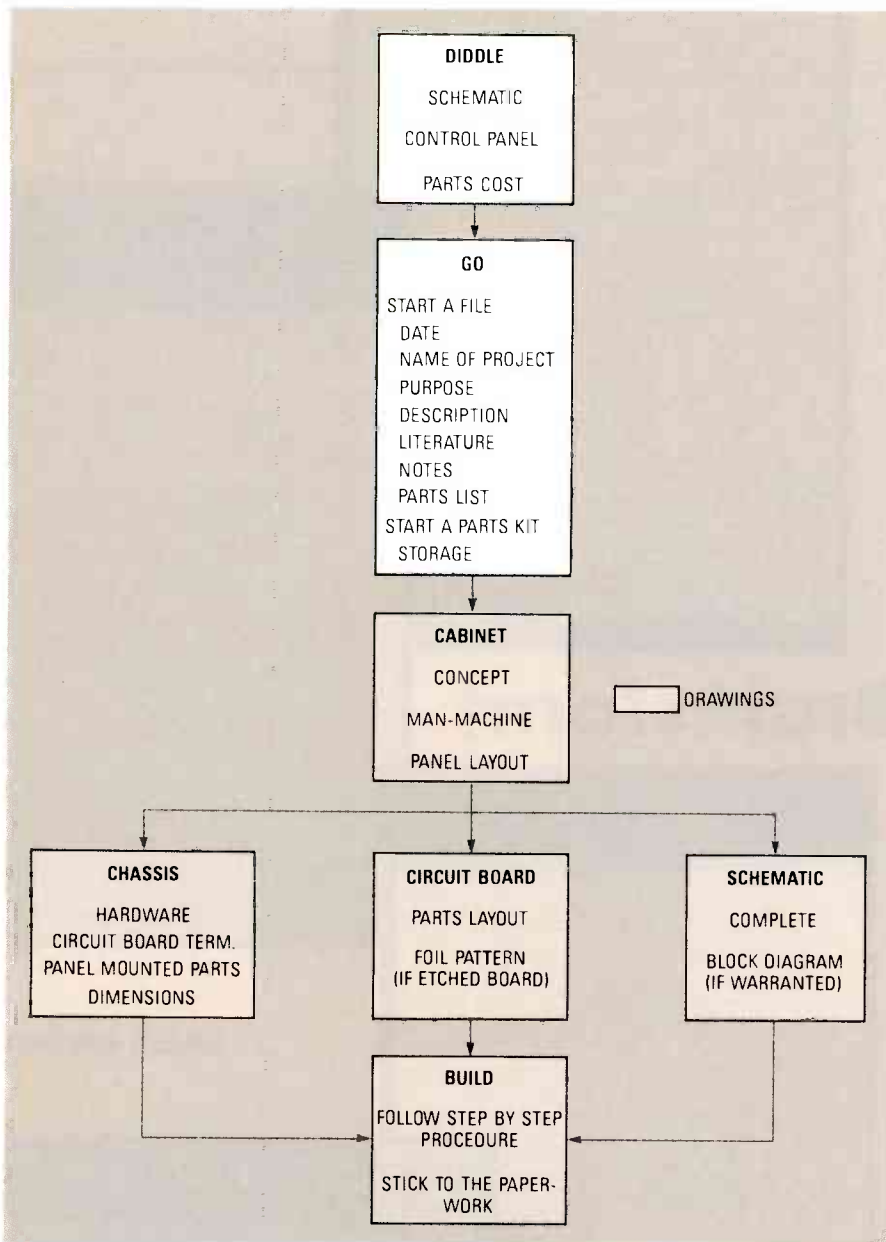 DIDDLE
SCHEMATIC
CONTROL PANEL
PARTS COST
GO
START A FILE
DATE
NAME OF PROJECT
PURPOSE
DESCRIPTION
LITERATURE
NOTES
PARTS LIST
START A PARTS KIT
STORAGE
CABINET
CONCEPT
MAN-MACHINE
PANEL LAYOUT
DRAWINGS
CHASSIS
HARDWARE
CIRCUIT BOARD TERM.
PANEL MOUNTED PARTS
DIMENSIONS
CIRCUIT BOARD
PARTS LAYOUT
FOIL PATTERN
(IF ETCHED BOARD)
SCHEMATIC
COMPLETE
BLOCK DIAGRAM
(IF WARRANTED)
BUILD
FOLLOW STEP BY STEP
PROCEDURE
STICK TO THE PAPER-
WORK